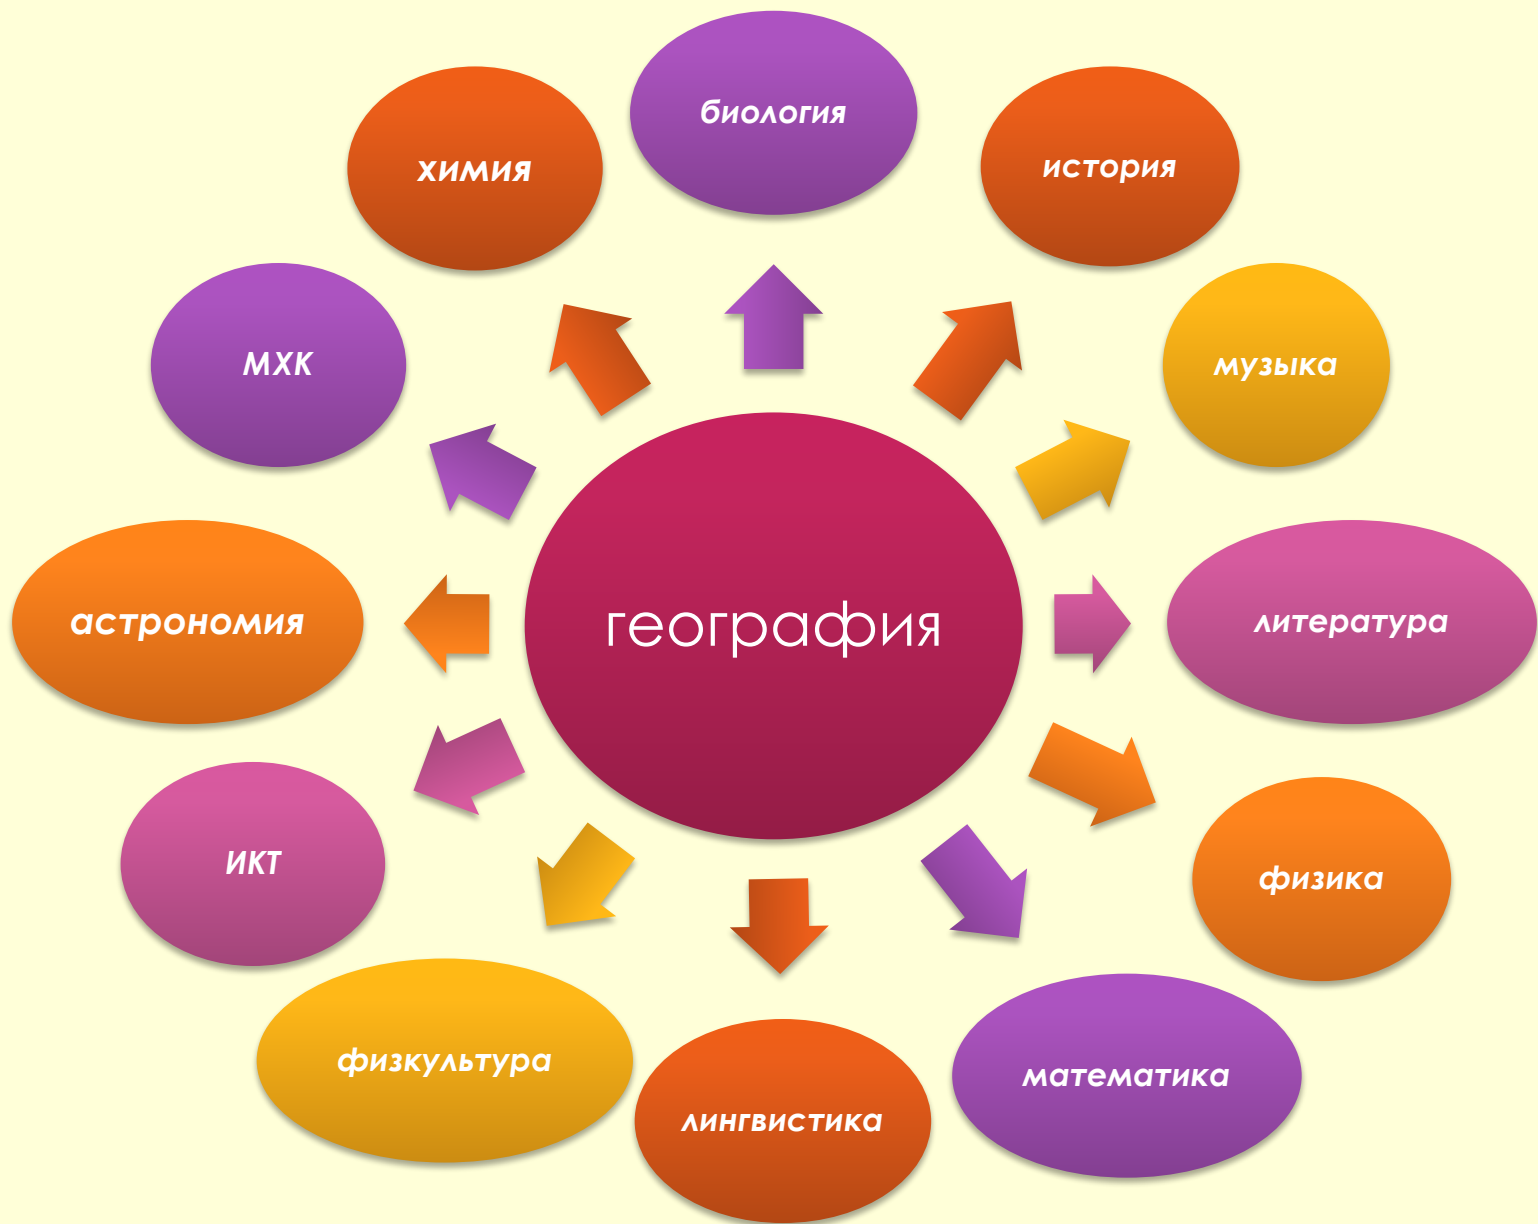 биология
химия
история
МХК
музыка
астрономия
география
литература
ИКТ
физика
физкультура
математика
лингвистика